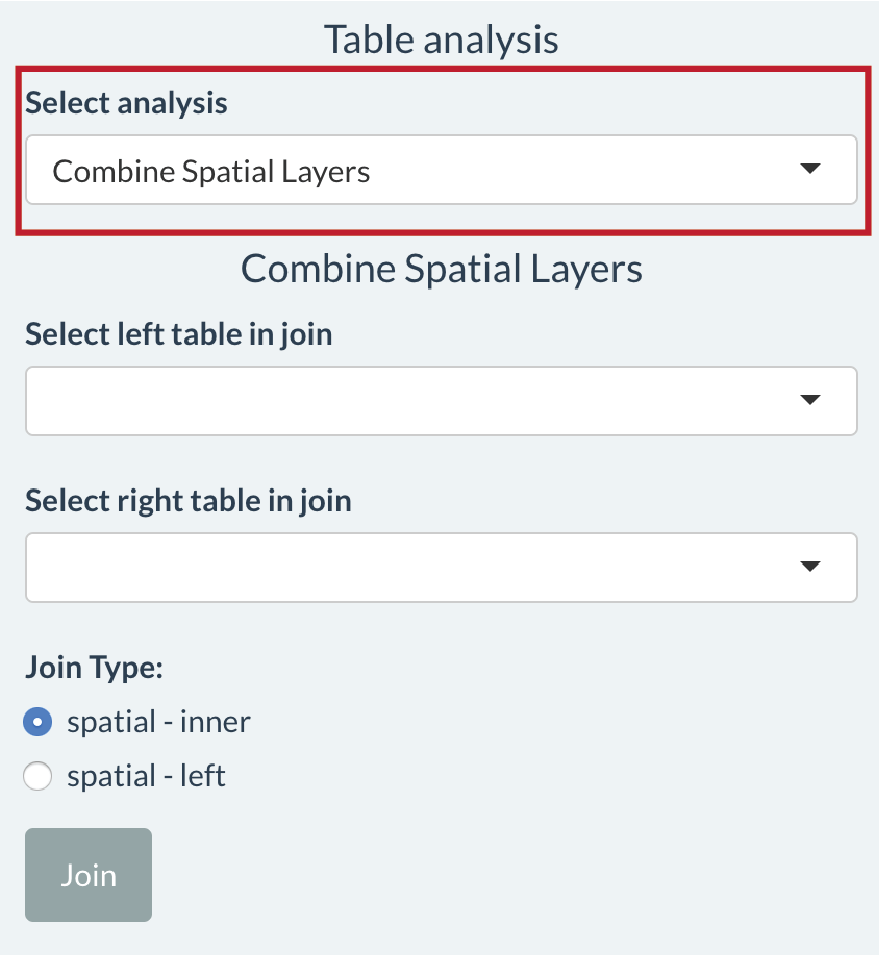 Table analysis
Select analysis
Combine Spatial Layers
Combine Spatial Layers
Select left table in join
Select right table in join
Join Type:
spatial - inner
spatial - left
Join